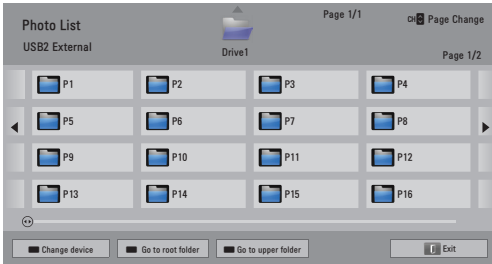 Photo List
USB2 External
Drive1
Page 1/1
CH Page Change
Page 1/2
P1 P2 P3 P4
P5 P6 P7 P8
P9 P10 P11 P12
P13 P14 P15 P16
Change device Go to root folder Go to upper folder Exit